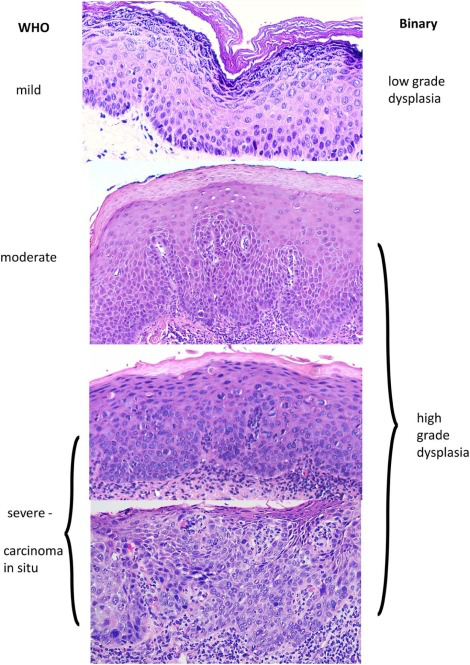 WHO
Binary
mild
low grade
dysplasia
moderate
high
grade
dysplasia
severe -
carcinoma
in situ